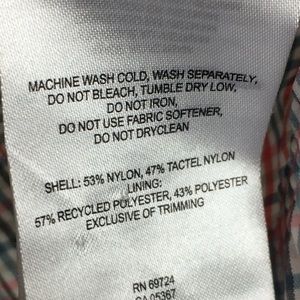 MACHINE WASH COLD, WASH SEPARATELY,
DO NOT BLEACH, TUMBLE DRY LOW,
DO NOT IRON,
DO NOT USE FABRIC SOFTENER,
DO NOT DRYCLEAN
SHELL: 53% NYLON, 47% TACTEL NYLON
LINING:
57% RECYCLED POLYESTER, 43% POLYESTER
EXCLUSIVE OF TRIMMING
RN 69724
CA 05367